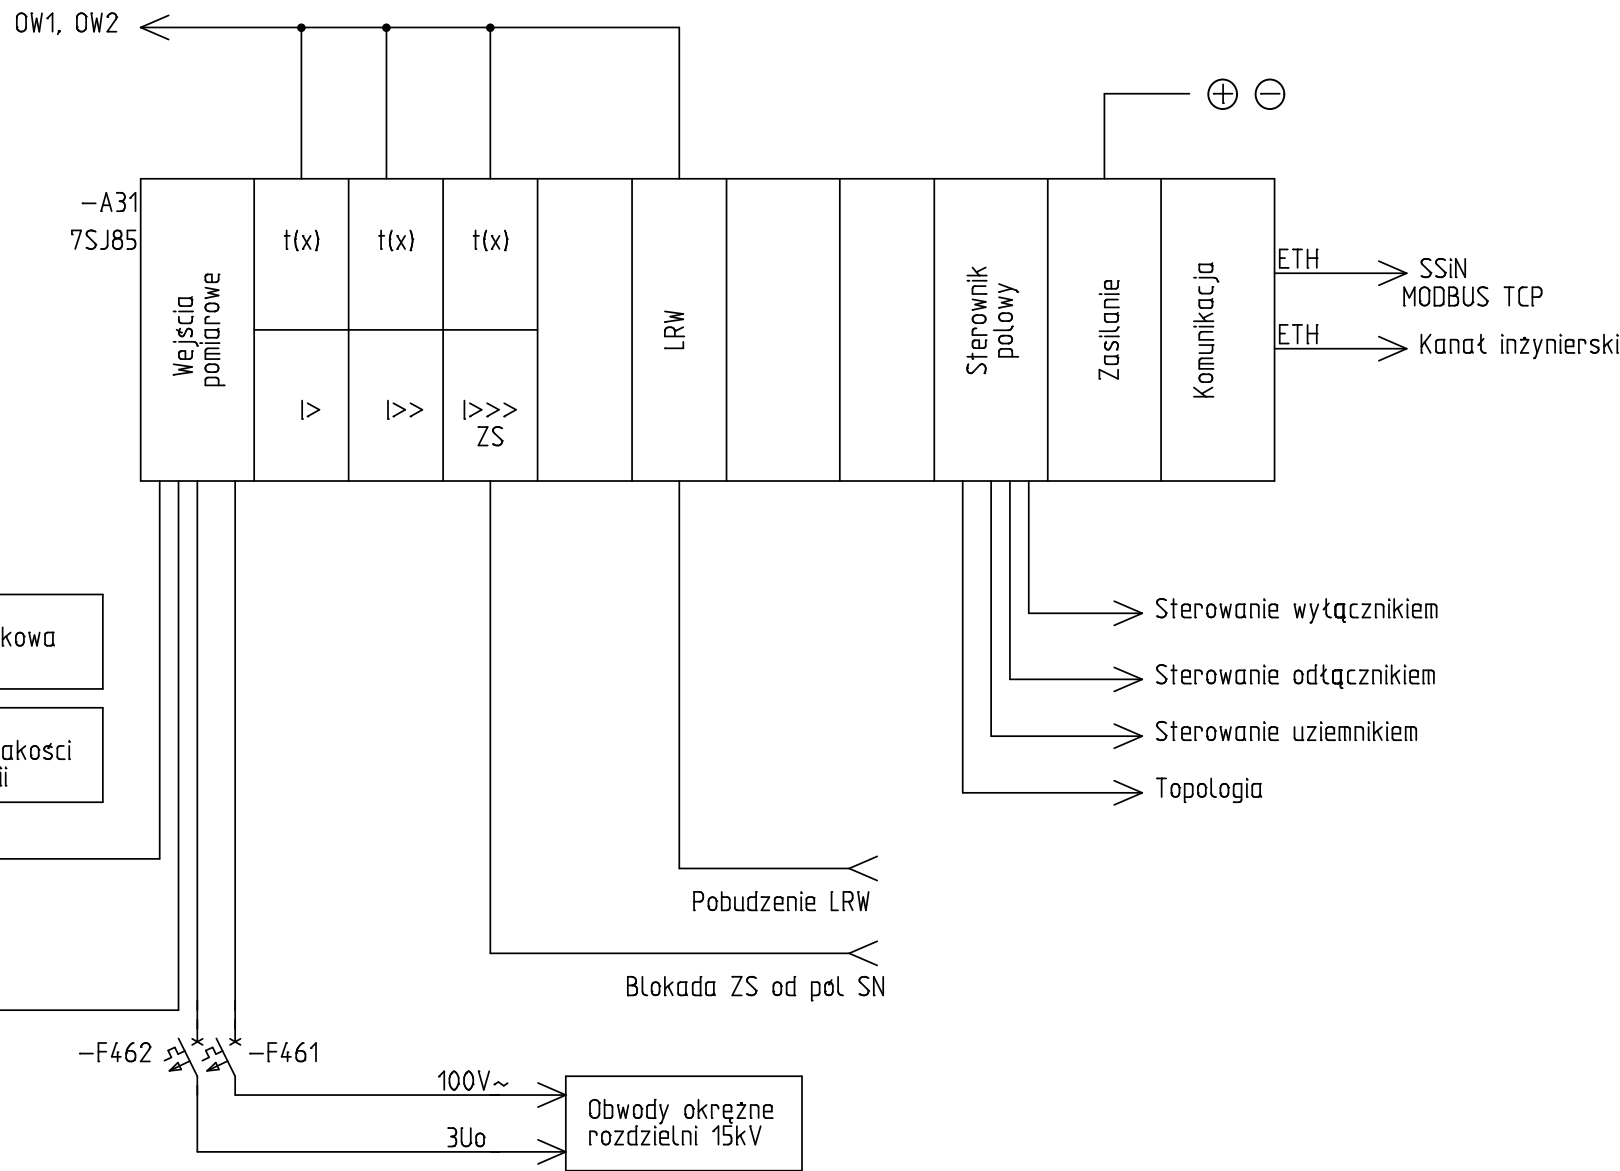 OW1, OW2
-A31
7SJ85
Wejścia
pomiarowe
t(x)
t(x)
t(x)
I>
I>>
I>>>
ZS
LRW
Sterownik
polowy
Zasilanie
Komunikacja
ETH
SSiN
MODBUS TCP
ETH
Kanał inżynierski
kowa
akości
ii
Sterowanie wyłącznikiem
Sterowanie odłącznikiem
Sterowanie uziemnikiem
Topologia
Pobudzenie LRW
Blokada ZS od pól SN
-F462
-F461
100V~
3Uo
Obwody okrężne
rozdzielni 15kV